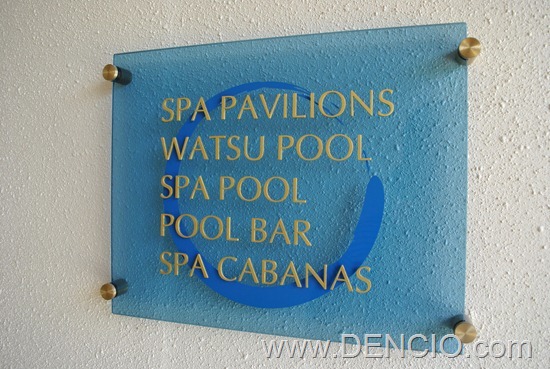 SPA PAVILIONS
WATSU POOL
SPA POOL
POOL BAR
SPA CABANAS
www.DENCIO.com